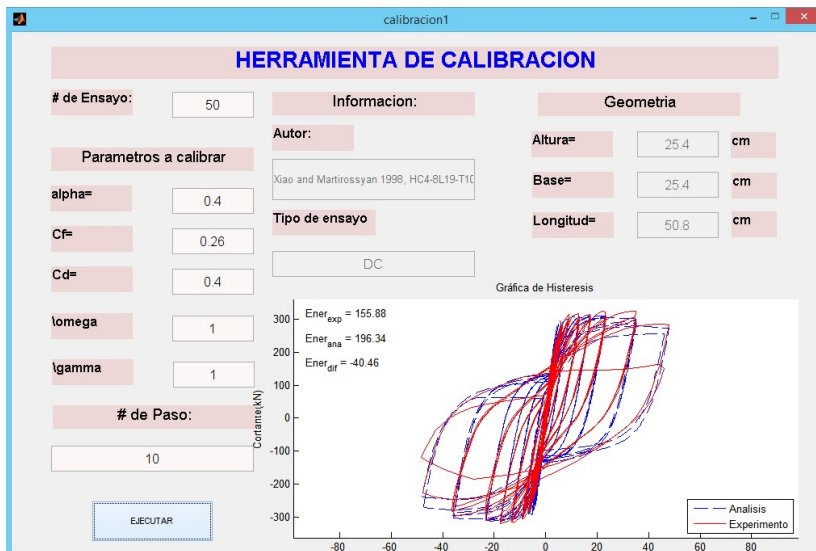 calibracion1
HERRAMIENTA DE CALIBRACION
# de Ensayo:
50
Parametros a calibrar
alpha=
0.4
Cf=
0.26
Cd=
0.4
\omega
1
\gamma
1
# de Paso:
10
EJECUTAR
Informacion:
Autor:
Xiao and Martirossyan 1998, HC4-8L19-T10
Tipo de ensayo
DC
Geometria
Altura=
25.4
cm
Base=
25.4
cm
Longitud=
50.8
cm
Gráfica de Histeresis
Ener_exp = 155.88
Ener_ana = 196.34
Ener_dif = -40.46
Cortante(kN)
300
200
100
0
-100
-200
-300
-80
-60
-40
-20
0
20
40
60
80
Analisis
Experimento